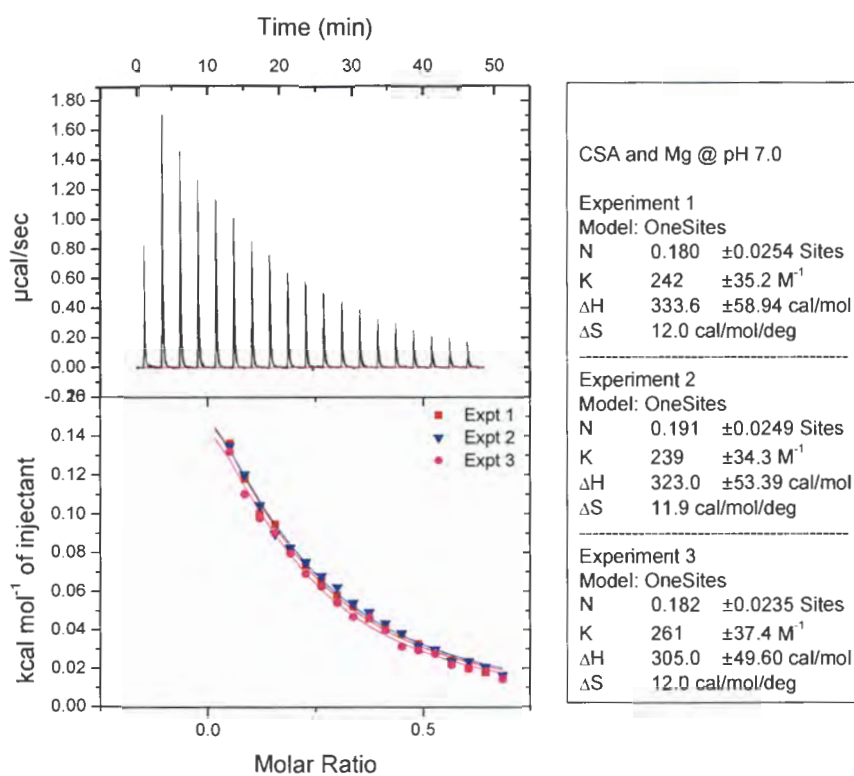 Time (min)
0 10 20 30 40 50
1.80
1.60
1.40
1.20
1.00
0.80
0.60
0.40
0.20
0.00
µcal/sec
0.14
0.12
0.10
0.08
0.06
0.04
0.02
0.00
kcal mol⁻¹ of injectant
Expt 1
Expt 2
Expt 3
0.0 0.5
Molar Ratio
CSA and Mg @ pH 7.0
Experiment 1
Model: OneSites
N 0.180 ±0.0254 Sites
K 242 ±35.2 M⁻¹
ΔH 333.6 ±58.94 cal/mol
ΔS 12.0 cal/mol/deg
Experiment 2
Model: OneSites
N 0.191 ±0.0249 Sites
K 239 ±34.3 M⁻¹
ΔH 323.0 ±53.39 cal/mol
ΔS 11.9 cal/mol/deg
Experiment 3
Model: OneSites
N 0.182 ±0.0235 Sites
K 261 ±37.4 M⁻¹
ΔH 305.0 ±49.60 cal/mol
ΔS 12.0 cal/mol/deg